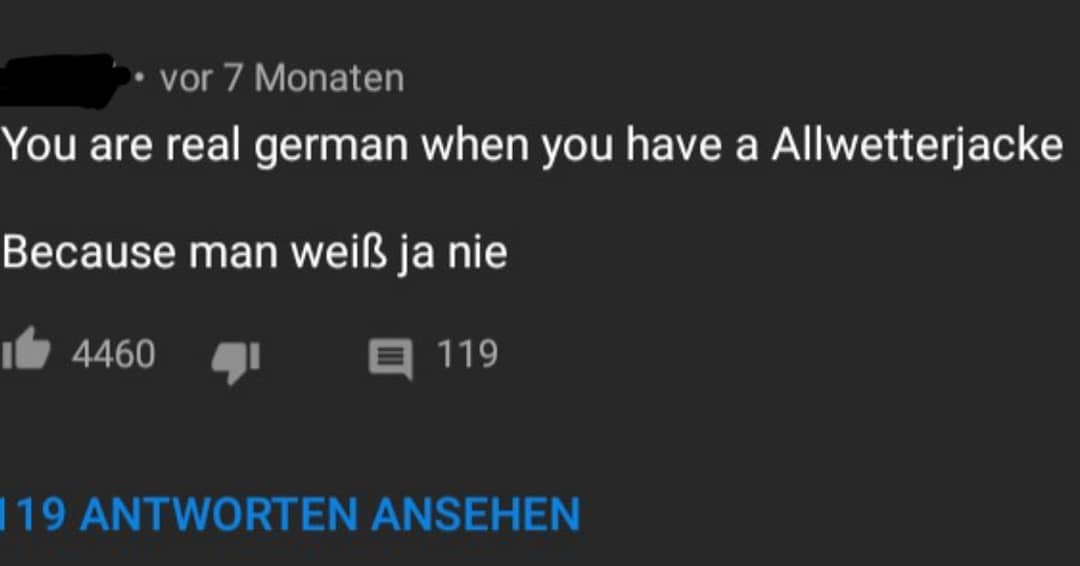 • vor 7 Monaten
You are real german when you have a Allwetterjacke
Because man weiß ja nie
4460 119
119 ANTWORTEN ANSEHEN